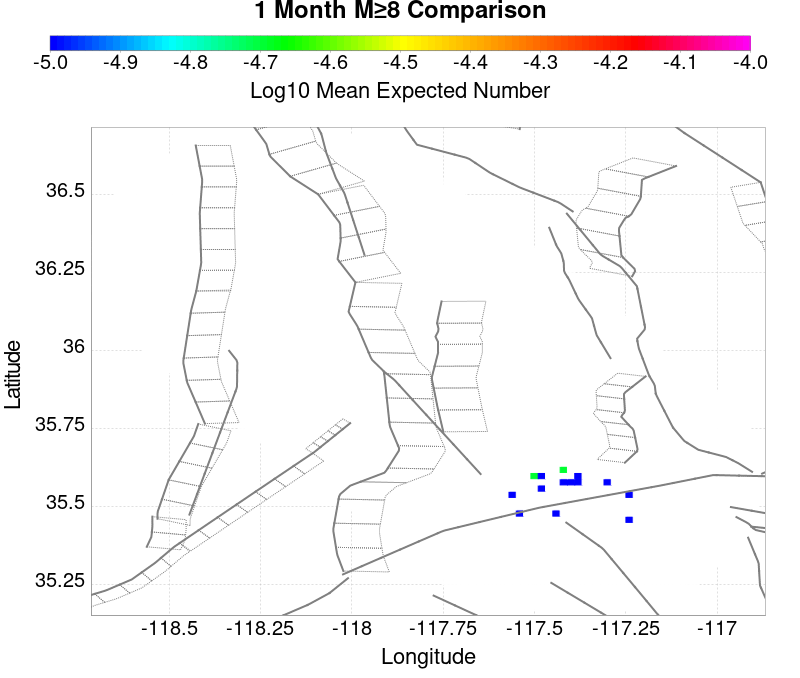 1 Month M≥8 Comparison
-5.0 -4.9 -4.8 -4.7 -4.6 -4.5 -4.4 -4.3 -4.2 -4.1 -4.0
Log10 Mean Expected Number
36.5
36.25
36
35.75
35.5
35.25
Latitude
-118.5 -118.25 -118 -117.75 -117.5 -117.25 -117
Longitude